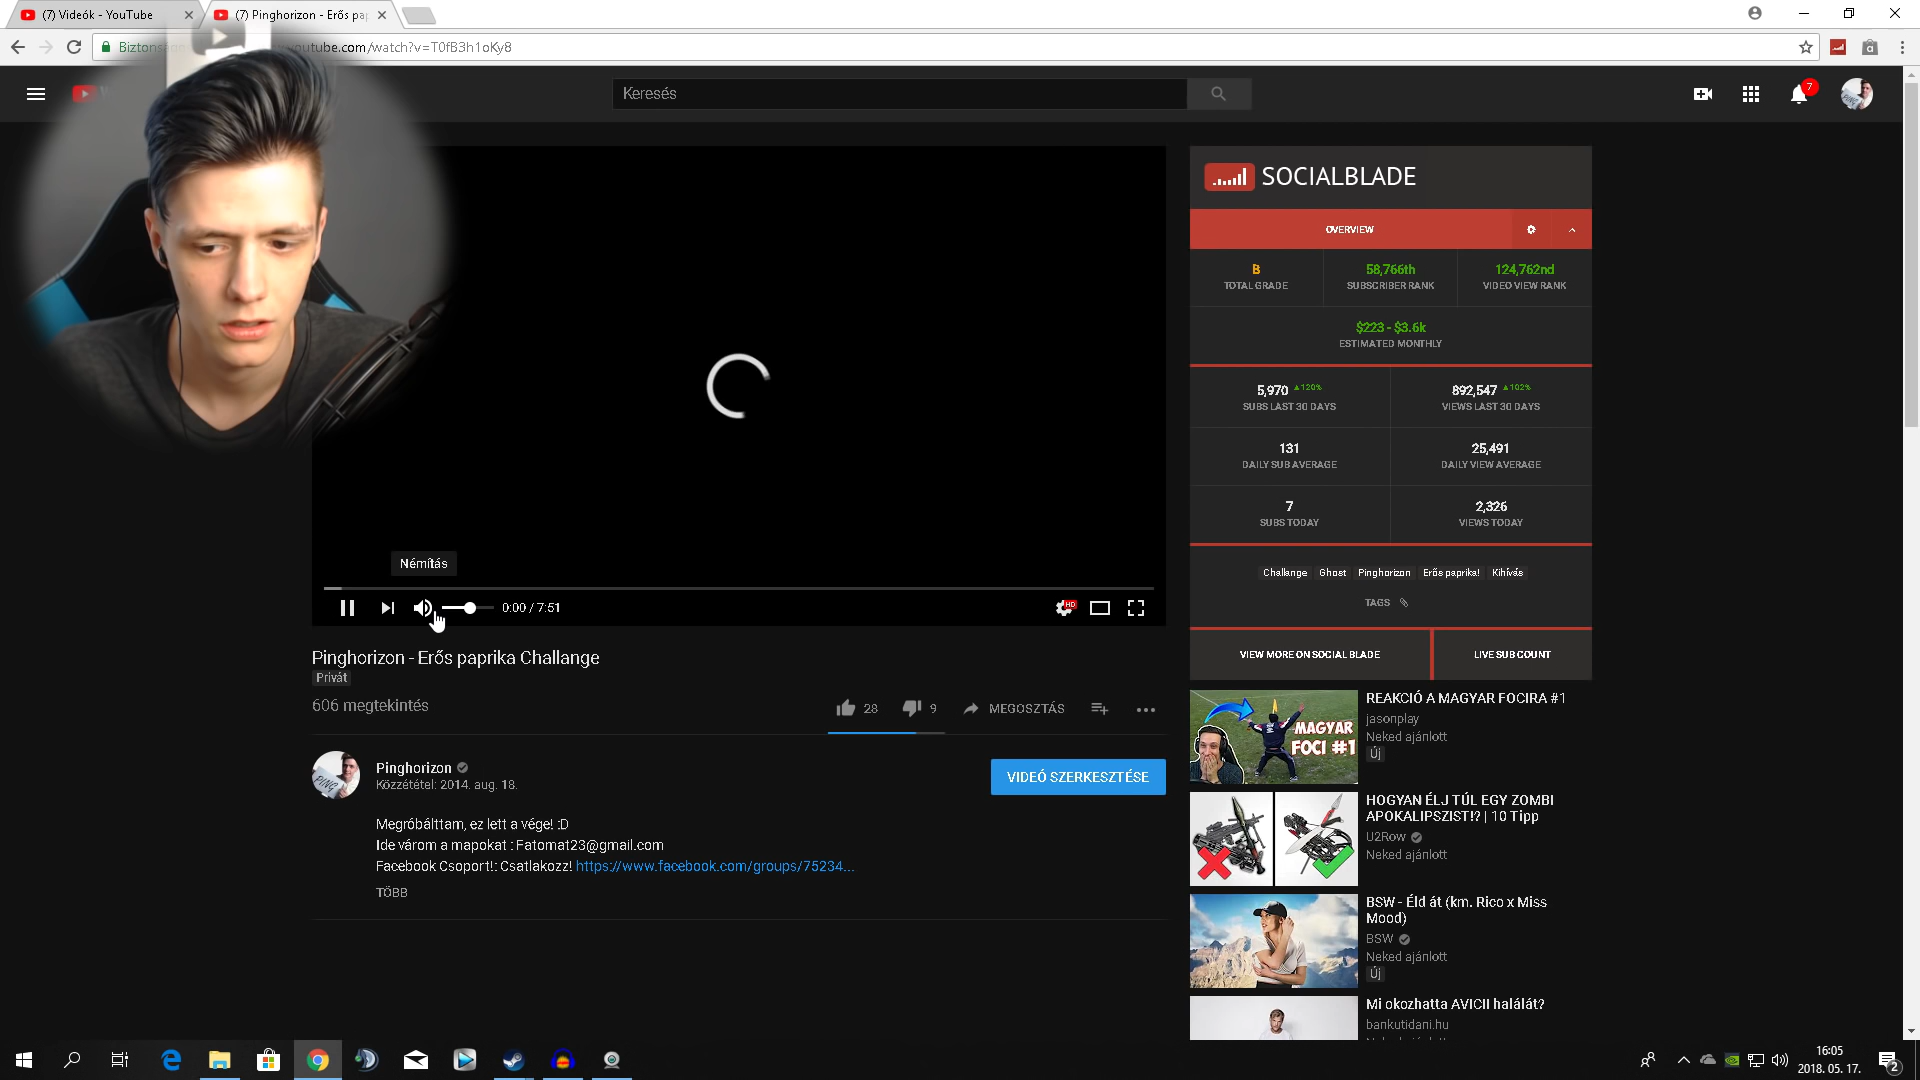 (7) Videók - YouTube
(7) Pinghorizon - Erős pa
utube.com/watch?v=T0fB3h1oKy8
Keresés
7
SOCIALBLADE
OVERVIEW
B
TOTAL GRADE
58,766th
SUBSCRIBER RANK
124,762nd
VIDEO VIEW RANK
$223 - $3.6k
ESTIMATED MONTHLY
5,970 ▲120%
SUBS LAST 30 DAYS
892,547 ▲102%
VIEWS LAST 30 DAYS
131
DAILY SUB AVERAGE
25,491
DAILY VIEW AVERAGE
7
SUBS TODAY
2,326
VIEWS TODAY
Challange Ghost Pinghorizon Erős paprika! Kihívás
TAGS
VIEW MORE ON SOCIAL BLADE
LIVE SUB COUNT
Némítás
0:00 / 7:51
HD
Pinghorizon - Erős paprika Challange
Privát
606 megtekintés
28
9
MEGOSZTÁS
PING
Pinghorizon
Közzététel: 2014. aug. 18.
VIDEÓ SZERKESZTÉSE
Megróbálttam, ez lett a vége! :D
Ide várom a mapokat : Fatomat23@gmail.com
Facebook Csoport!: Csatlakozz! https://www.facebook.com/groups/75234...
TÖBB
MAGYAR
FOCI #1
REAKCIÓ A MAGYAR FOCIRA #1
jasonplay
Neked ajánlott
Új
HOGYAN ÉLJ TÚL EGY ZOMBI
APOKALIPSZIST!? | 10 Tipp
U2Row
Neked ajánlott
BSW - Éld át (km. Rico x Miss
Mood)
BSW
Neked ajánlott
Új
Mi okozhatta AVICII halálát?
bankutidani.hu
16:05
2018. 05. 17.
2